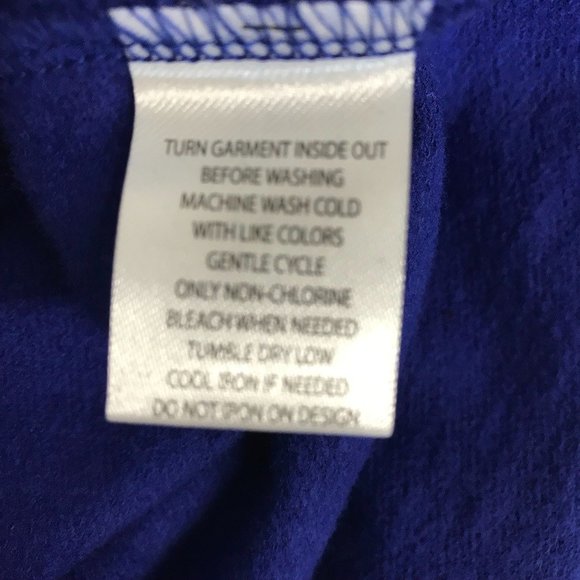 TURN GARMENT INSIDE OUT
BEFORE WASHING
MACHINE WASH COLD
WITH LIKE COLORS
GENTLE CYCLE
ONLY NON-CHLORINE
BLEACH WHEN NEEDED
TUMBLE DRY LOW
COOL IRON IF NEEDED
DO NOT IRON ON DESIGN